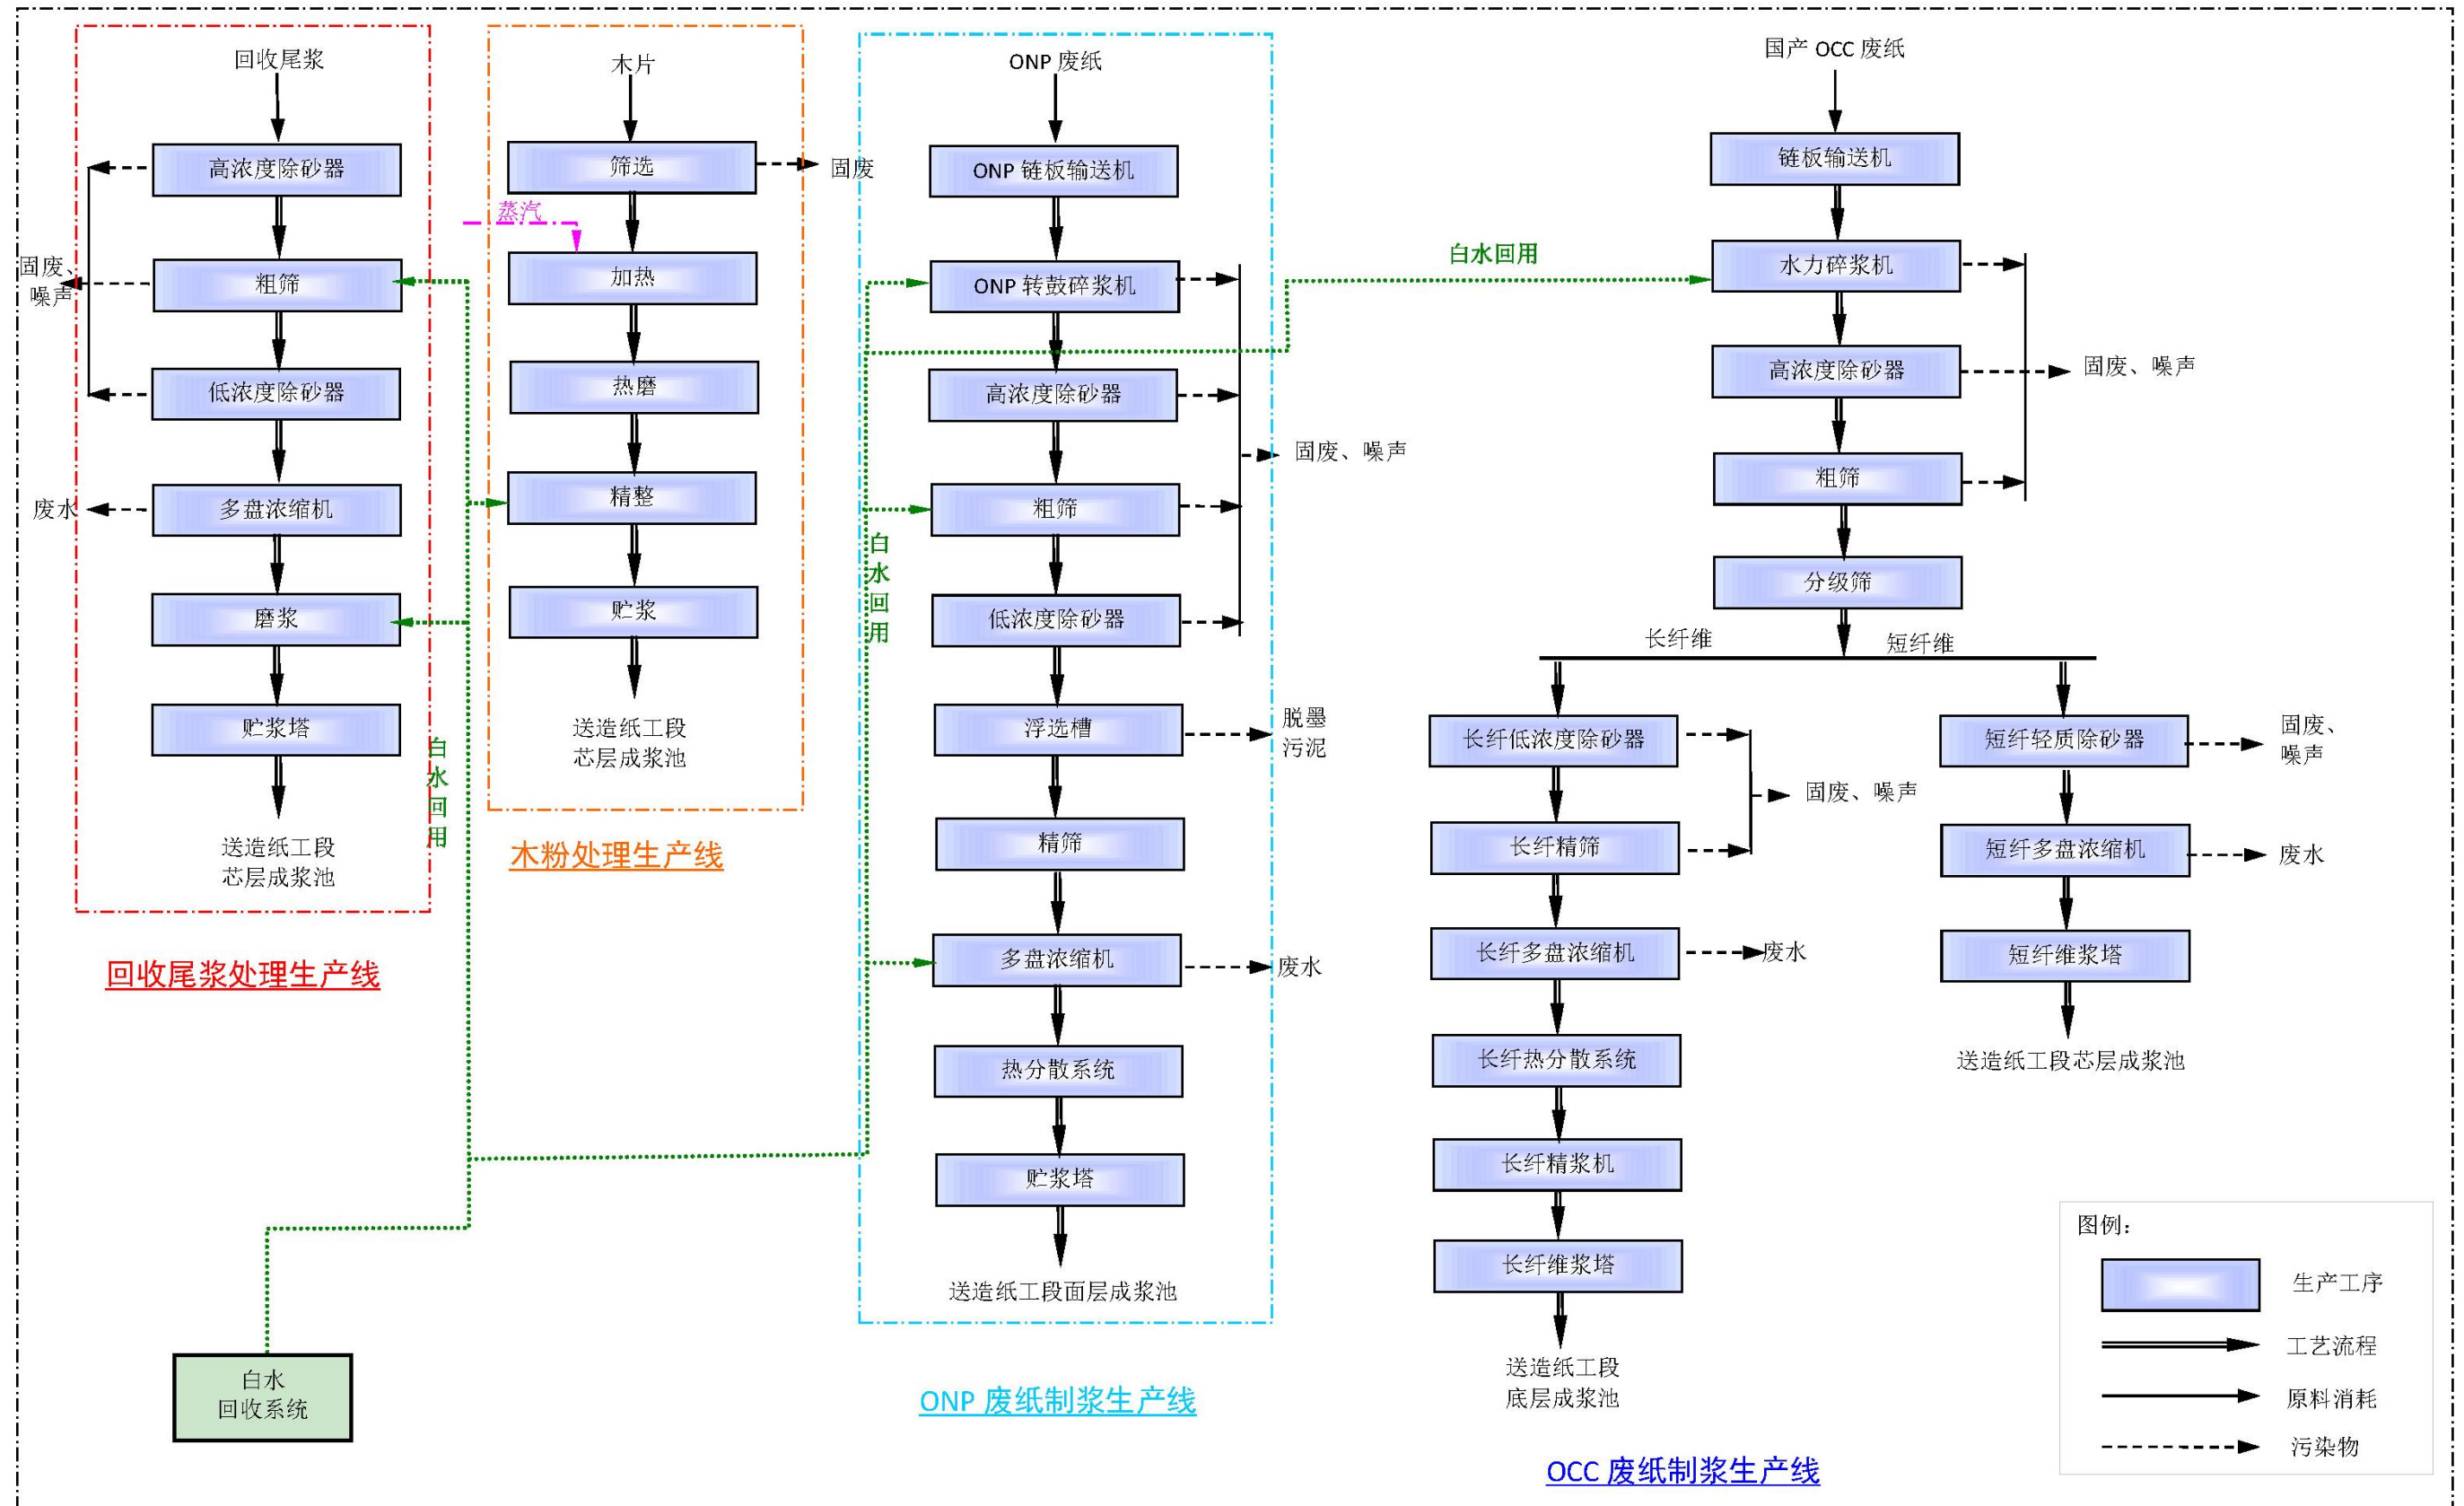 回收尾浆
高浓度除砂器
粗筛
固废、
噪声
低浓度除砂器
多盘浓缩机
废水
磨浆
贮浆塔
送造纸工段
芯层成浆池
回收尾浆处理生产线
白水回用
木片
筛选
固废
蒸汽
加热
热磨
精整
贮浆
送造纸工段
芯层成浆池
木粉处理生产线
ONP 废纸
ONP 链板输送机
ONP 转鼓碎浆机
高浓度除砂器
粗筛
低浓度除砂器
固废、噪声
白水回用
浮选槽
脱墨
污泥
精筛
多盘浓缩机
废水
热分散系统
贮浆塔
送造纸工段面层成浆池
ONP 废纸制浆生产线
白水回用
国产 OCC 废纸
链板输送机
水力碎浆机
高浓度除砂器
固废、噪声
粗筛
分级筛
长纤维
短纤维
长纤低浓度除砂器
长纤精筛
固废、噪声
长纤多盘浓缩机
废水
长纤热分散系统
长纤精浆机
长纤维浆塔
送造纸工段
底层成浆池
短纤轻质除砂器
固废、
噪声
短纤多盘浓缩机
废水
短纤维浆塔
送造纸工段芯层成浆池
OCC 废纸制浆生产线
白水
回收系统
图例：
生产工序
工艺流程
原料消耗
污染物